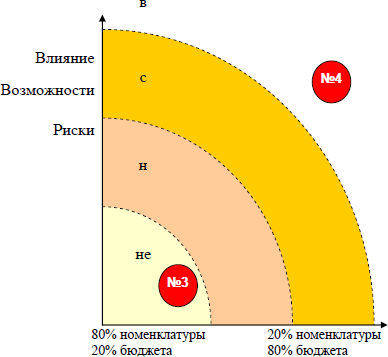 в
Влияние
Возможности
Риски
с
№4
н
не
№3
80% номенклатуры
20% бюджета
20% номенклатуры
80% бюджета